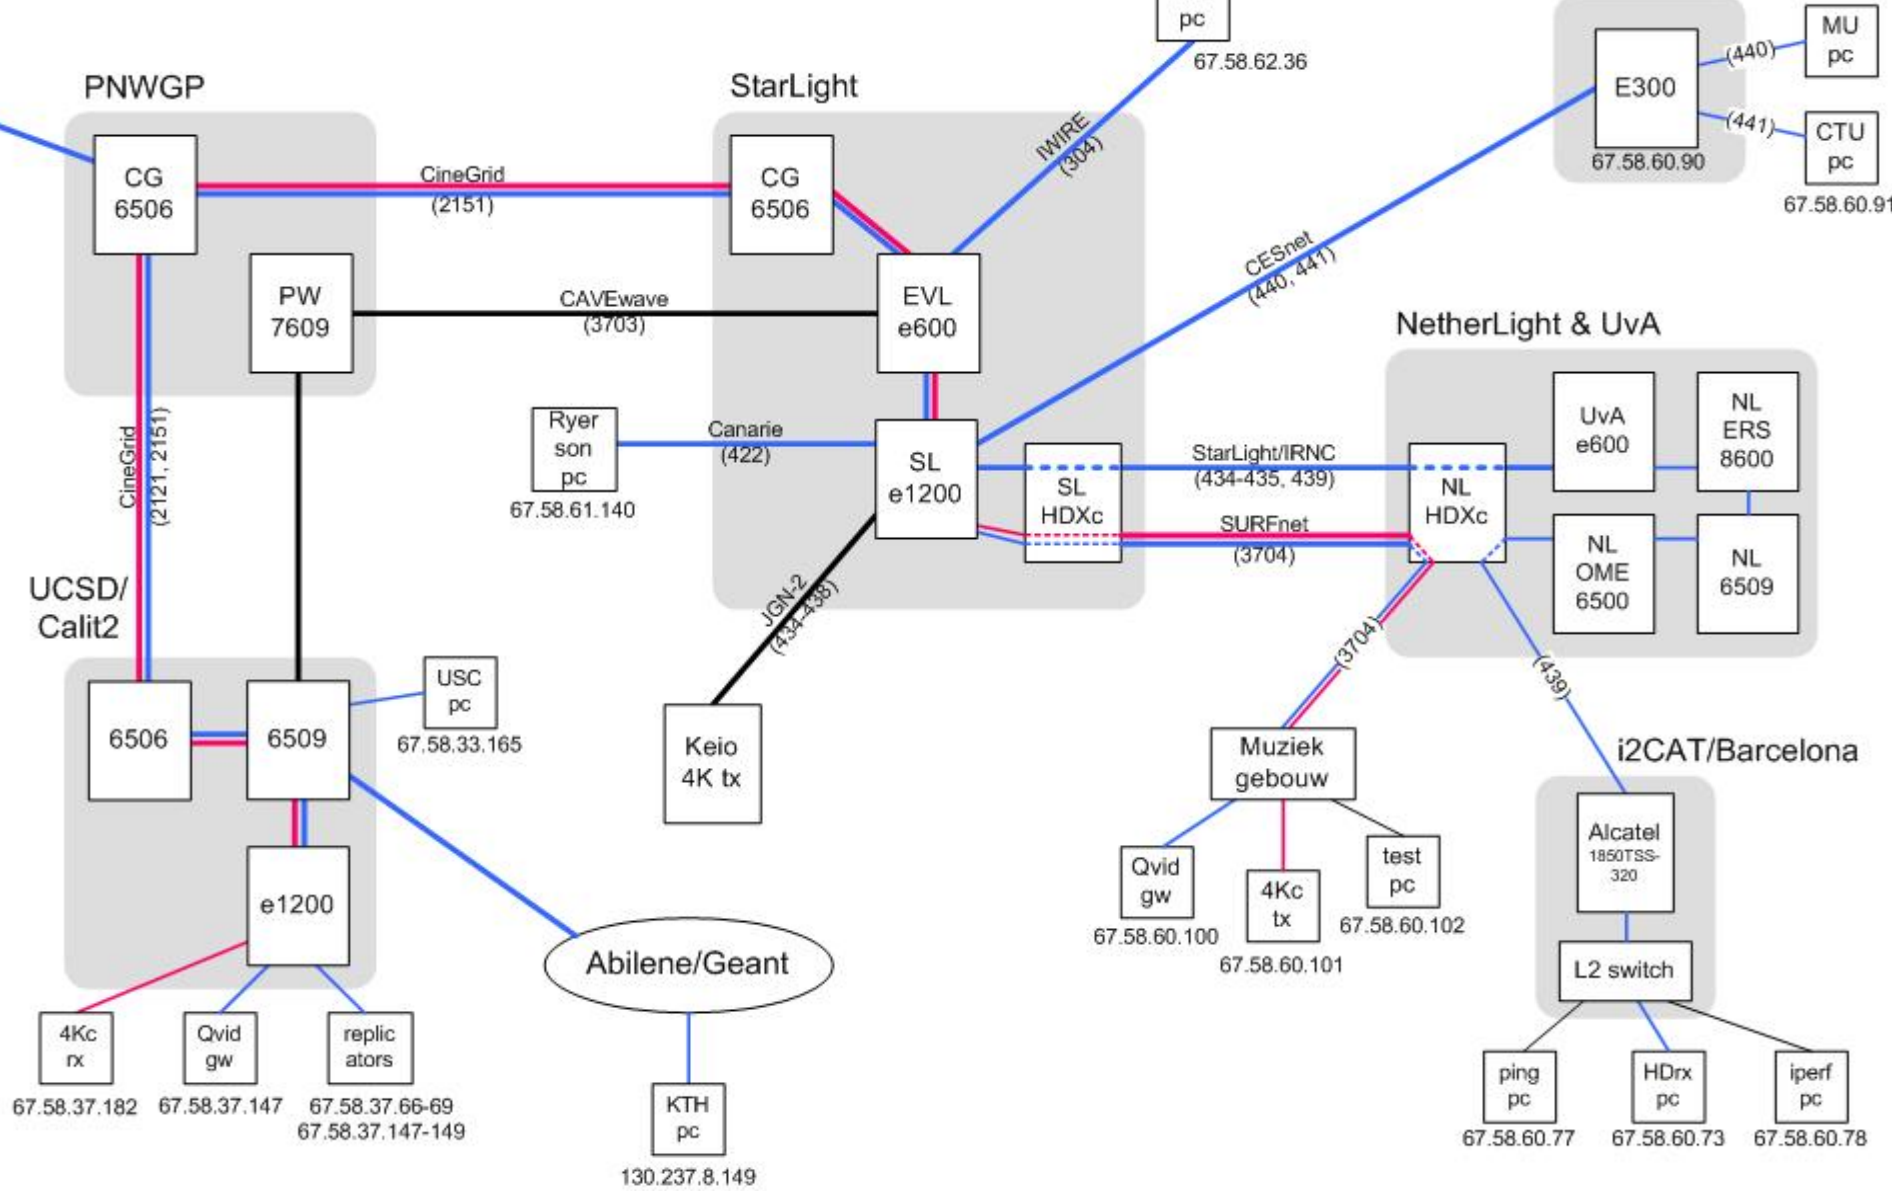 pc
67.58.62.36
MU
pc
(440)
E300
(441)
CTU
pc
67.58.60.90
67.58.60.91
PNWGP
StarLight
CG
6506
CineGrid
(2151)
CG
6506
IWIRE
(304)
PW
7609
CAVEwave
(3703)
EVL
e600
CESnet
(440, 441)
NetherLight & UvA
CineGrid
(2121, 2151)
Ryer
son
pc
67.58.61.140
Canarie
(422)
SL
e1200
SL
HDXc
StarLight/IRNC
(434-435, 439)
SURFnet
(3704)
NL
HDXc
UvA
e600
NL
ERS
8600
NL
OME
6500
NL
6509
JGN-2
(434-438)
(3704)
(439)
UCSD/
Calit2
6506
6509
USC
pc
67.58.33.165
Keio
4K tx
Muziek
gebouw
i2CAT/Barcelona
Alcatel
1850TSS-
320
e1200
Abilene/Geant
Qvid
gw
67.58.60.100
4Kc
tx
67.58.60.101
test
pc
67.58.60.102
L2 switch
4Kc
rx
67.58.37.182
Qvid
gw
67.58.37.147
replic
ators
67.58.37.66-69
67.58.37.147-149
KTH
pc
130.237.8.149
ping
pc
67.58.60.77
HDrx
pc
67.58.60.73
iperf
pc
67.58.60.78